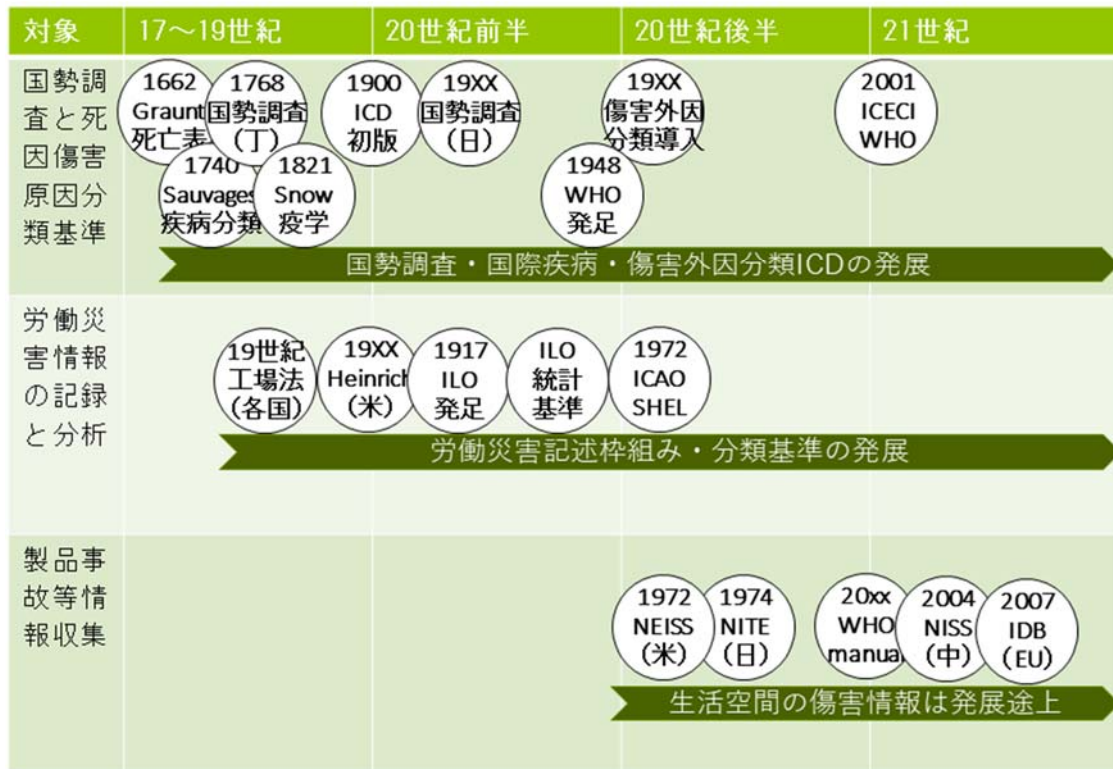 対象
17～19世紀
20世紀前半
20世紀後半
21世紀
国勢調
査と死
因傷害
原因分
類基準
1662
Graunt
死亡表
1768
国勢調査
（丁）
1900
ICD
初版
19XX
国勢調査
（日）
19XX
傷害外因
分類導入
2001
ICECI
WHO
1740
Sauvages
疾病分類
1821
Snow
疫学
1948
WHO
発足
国勢調査・国際疾病・傷害外因分類ICDの発展
労働災
害情報
の記録
と分析
19世紀
工場法
（各国）
19XX
Heinrich
（米）
1917
ILO
発足
ILO
統計
基準
1972
ICAO
SHEL
労働災害記述枠組み・分類基準の発展
製品事
故等情
報収集
1972
NEISS
（米）
1974
NITE
（日）
20xx
WHO
manual
2004
NISS
（中）
2007
IDB
（EU）
生活空間の傷害情報は発展途上